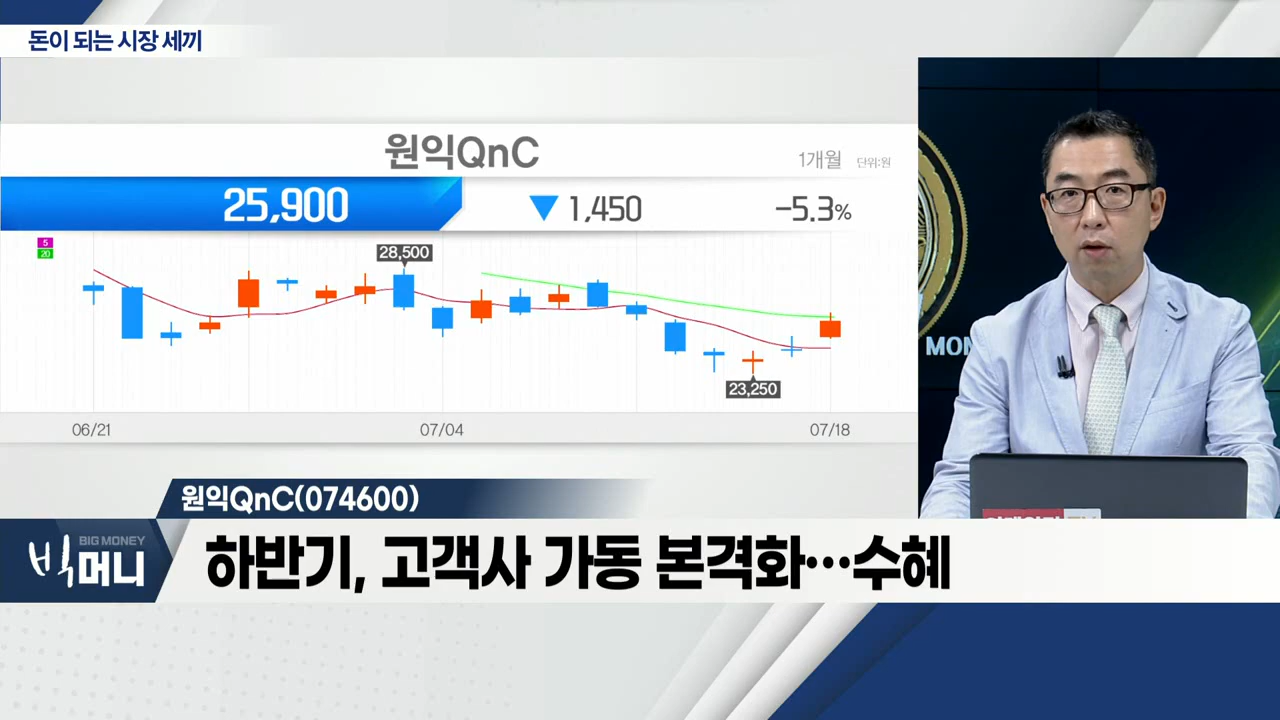 돈이 되는 시장 세끼
원익QnC
1개월 단위:원
25,900 ▼ 1,450 -5.3%
5
20
28,500
23,250
06/21 07/04 07/18
MON
원익QnC(074600)
BIG MONEY
빅머니
하반기, 고객사 가동 본격화…수혜